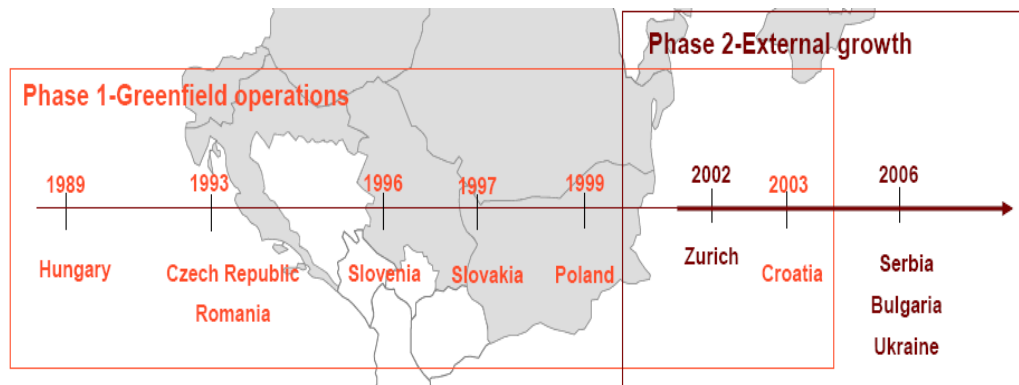 Phase 2-External growth
Phase 1-Greenfield operations
1989
1993
1996
1997
1999
2002
2003
2006
Hungary
Czech Republic
Romania
Slovenia
Slovakia
Poland
Zurich
Croatia
Serbia
Bulgaria
Ukraine